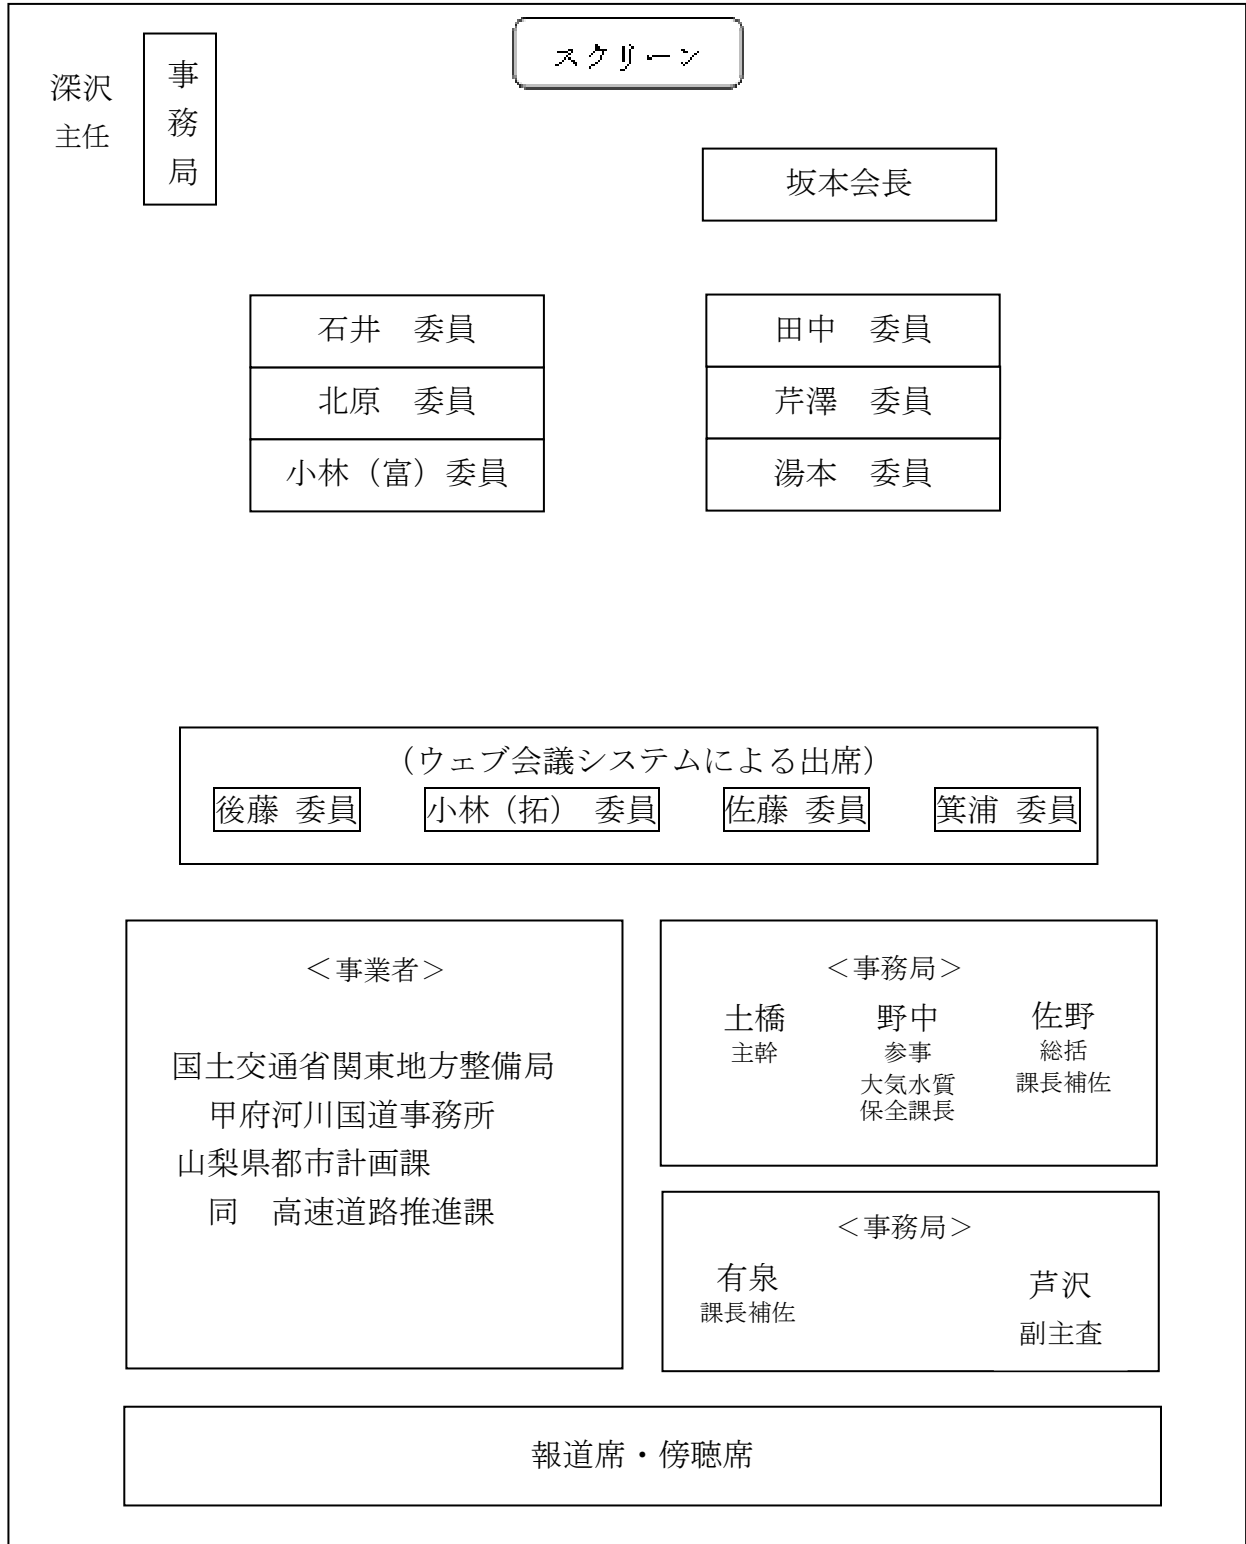 スクリーン
深沢
主任
事務局
坂本会長
石井　委員
北原　委員
小林（富）委員
田中　委員
芹澤　委員
湯本　委員
（ウェブ会議システムによる出席）
後藤 委員　小林（拓） 委員　佐藤 委員　箕浦 委員
＜事業者＞
国土交通省関東地方整備局
甲府河川国道事務所
山梨県都市計画課
同　高速道路推進課
＜事務局＞
土橋
主幹
野中
参事
大気水質
保全課長
佐野
総括
課長補佐
＜事務局＞
有泉
課長補佐
芦沢
副主査
報道席・傍聴席